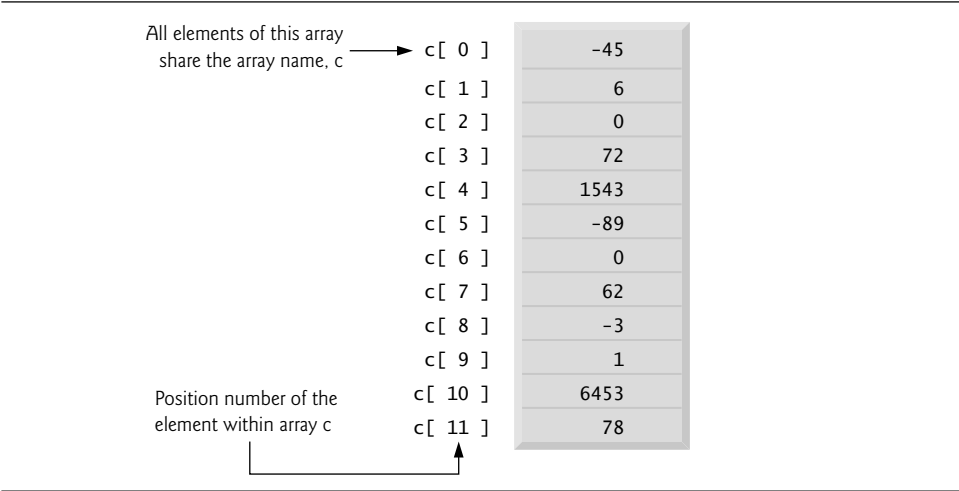 All elements of this array
share the array name, c
c[ 0 ] -45
c[ 1 ] 6
c[ 2 ] 0
c[ 3 ] 72
c[ 4 ] 1543
c[ 5 ] -89
c[ 6 ] 0
c[ 7 ] 62
c[ 8 ] -3
c[ 9 ] 1
c[ 10 ] 6453
c[ 11 ] 78
Position number of the
element within array c